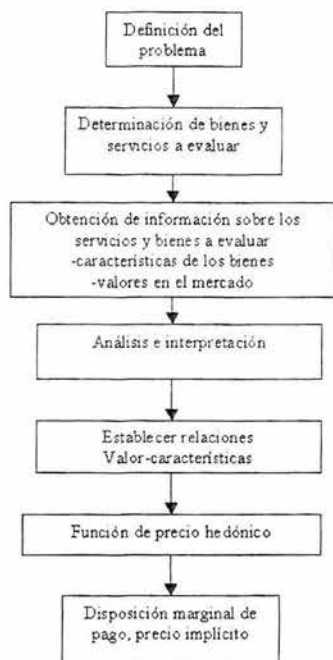 Definición del
problema
Determinación de bienes y
servicios a evaluar
Obtención de información sobre los
servicios y bienes a evaluar
-características de los bienes
-valores en el mercado
Análisis e interpretación
Establecer relaciones
Valor-características
Función de precio hedónico
Disposición marginal de
pago, precio implícito